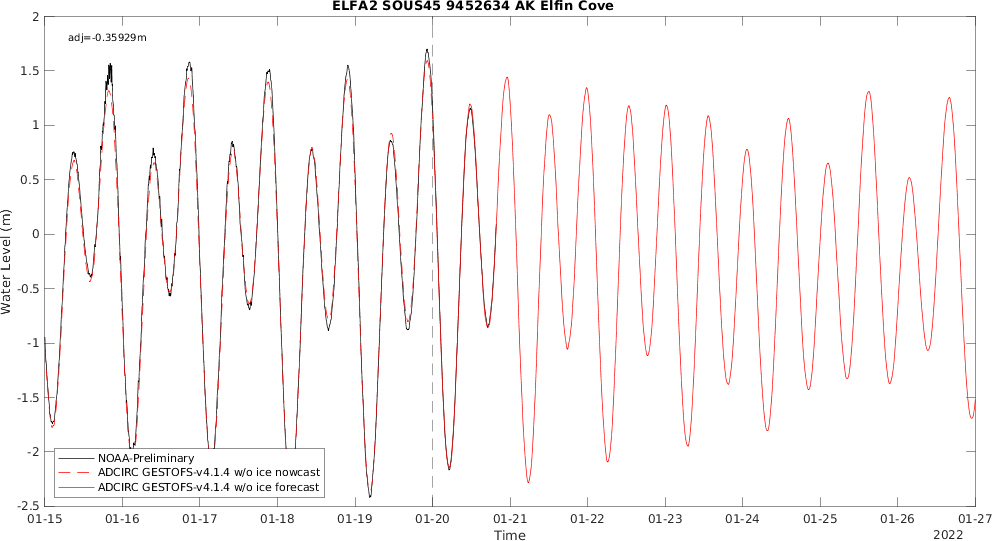 ELFA2 SOUS45 9452634 AK Elfin Cove
adj=-0.35929m
2
1.5
1
0.5
0
-0.5
-1
-1.5
-2
-2.5
Water Level (m)
NOAA-Preliminary
ADCIRC GESTOFS-v4.1.4 w/o ice nowcast
ADCIRC GESTOFS-v4.1.4 w/o ice forecast
01-15 01-16 01-17 01-18 01-19 01-20 01-21 01-22 01-23 01-24 01-25 01-26 01-27
Time
2022